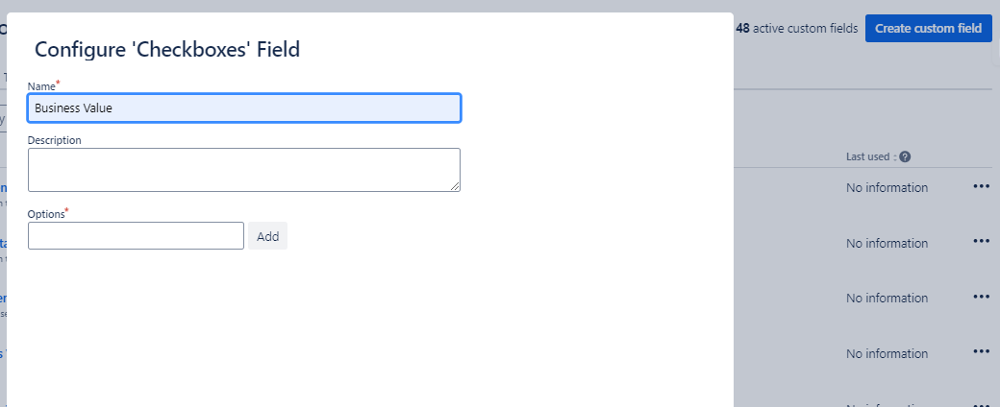 48 active custom fields
Create custom field
Configure 'Checkboxes' Field
Name*
Business Value
Description
Last used : ?
No information
Options*
Add
No information
No information
No information